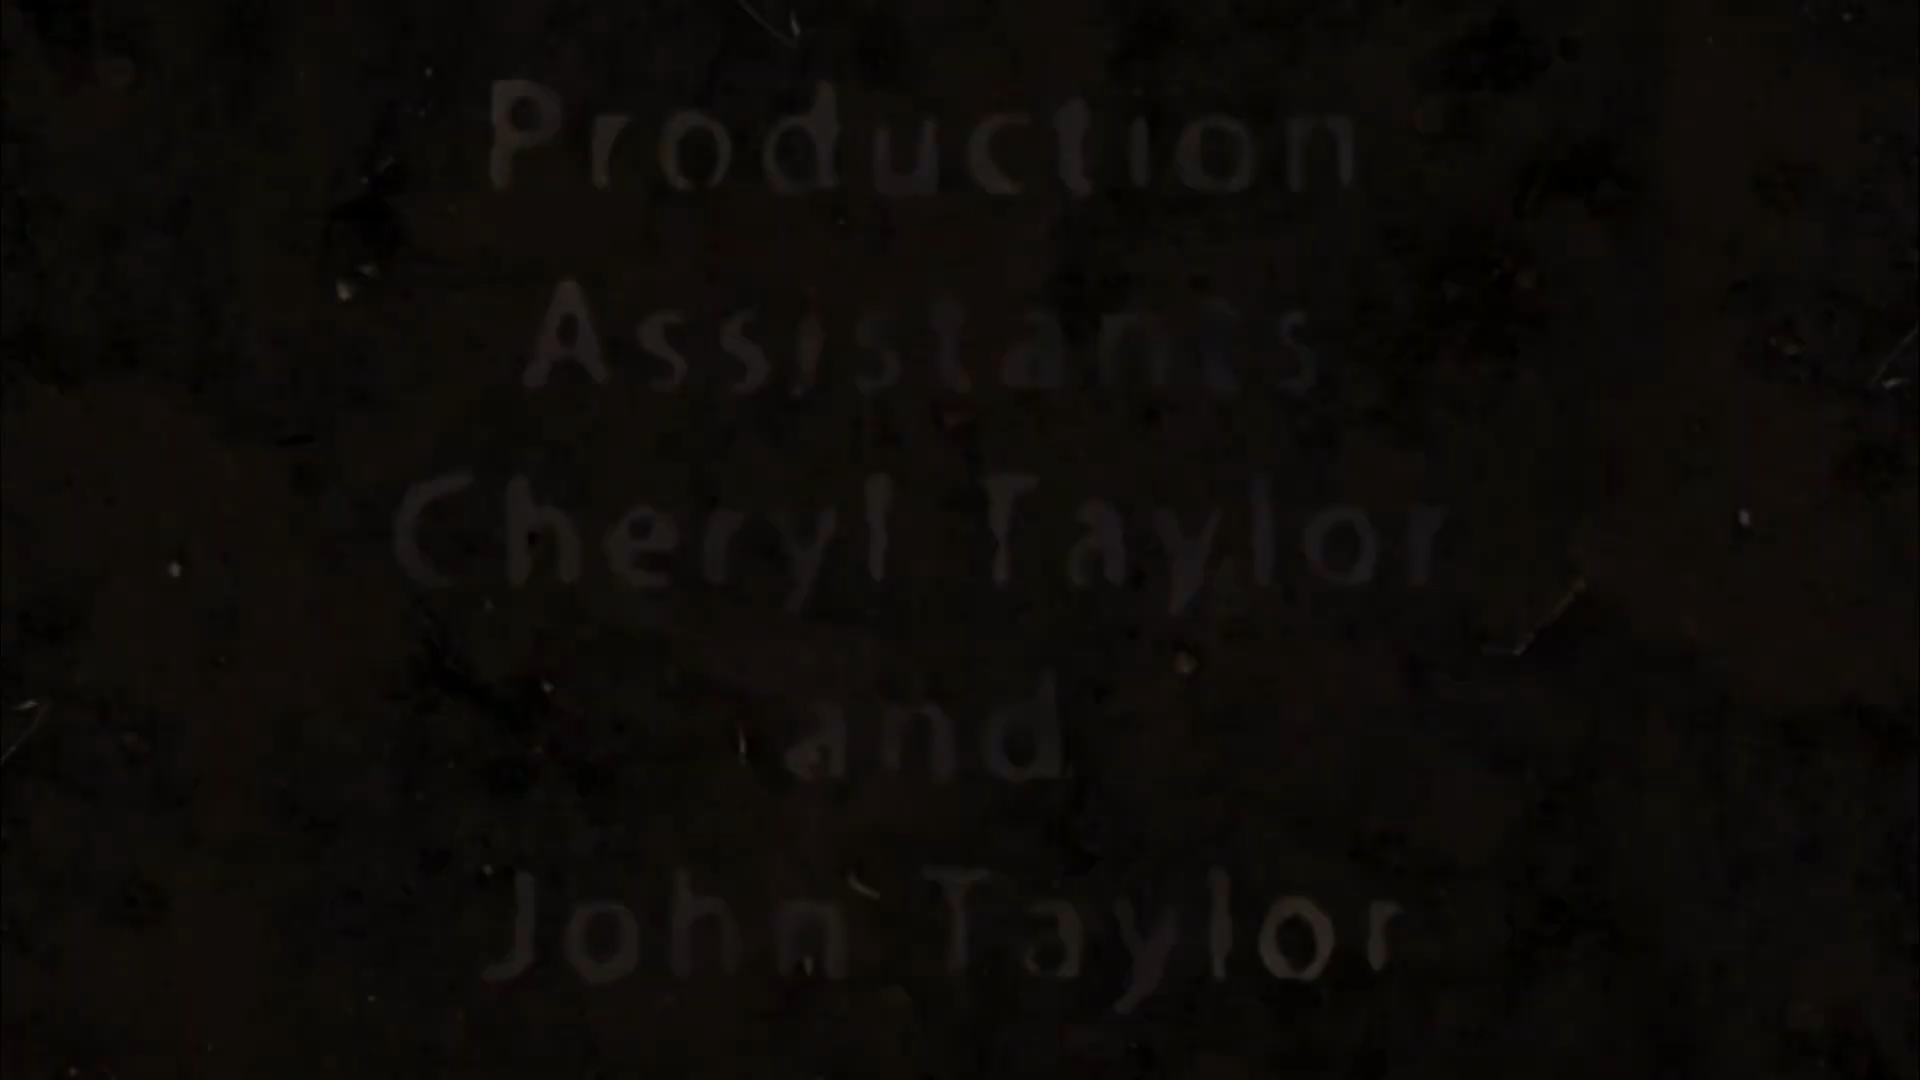 Production
Assistants
Cheryl Taylor
and
John Taylor